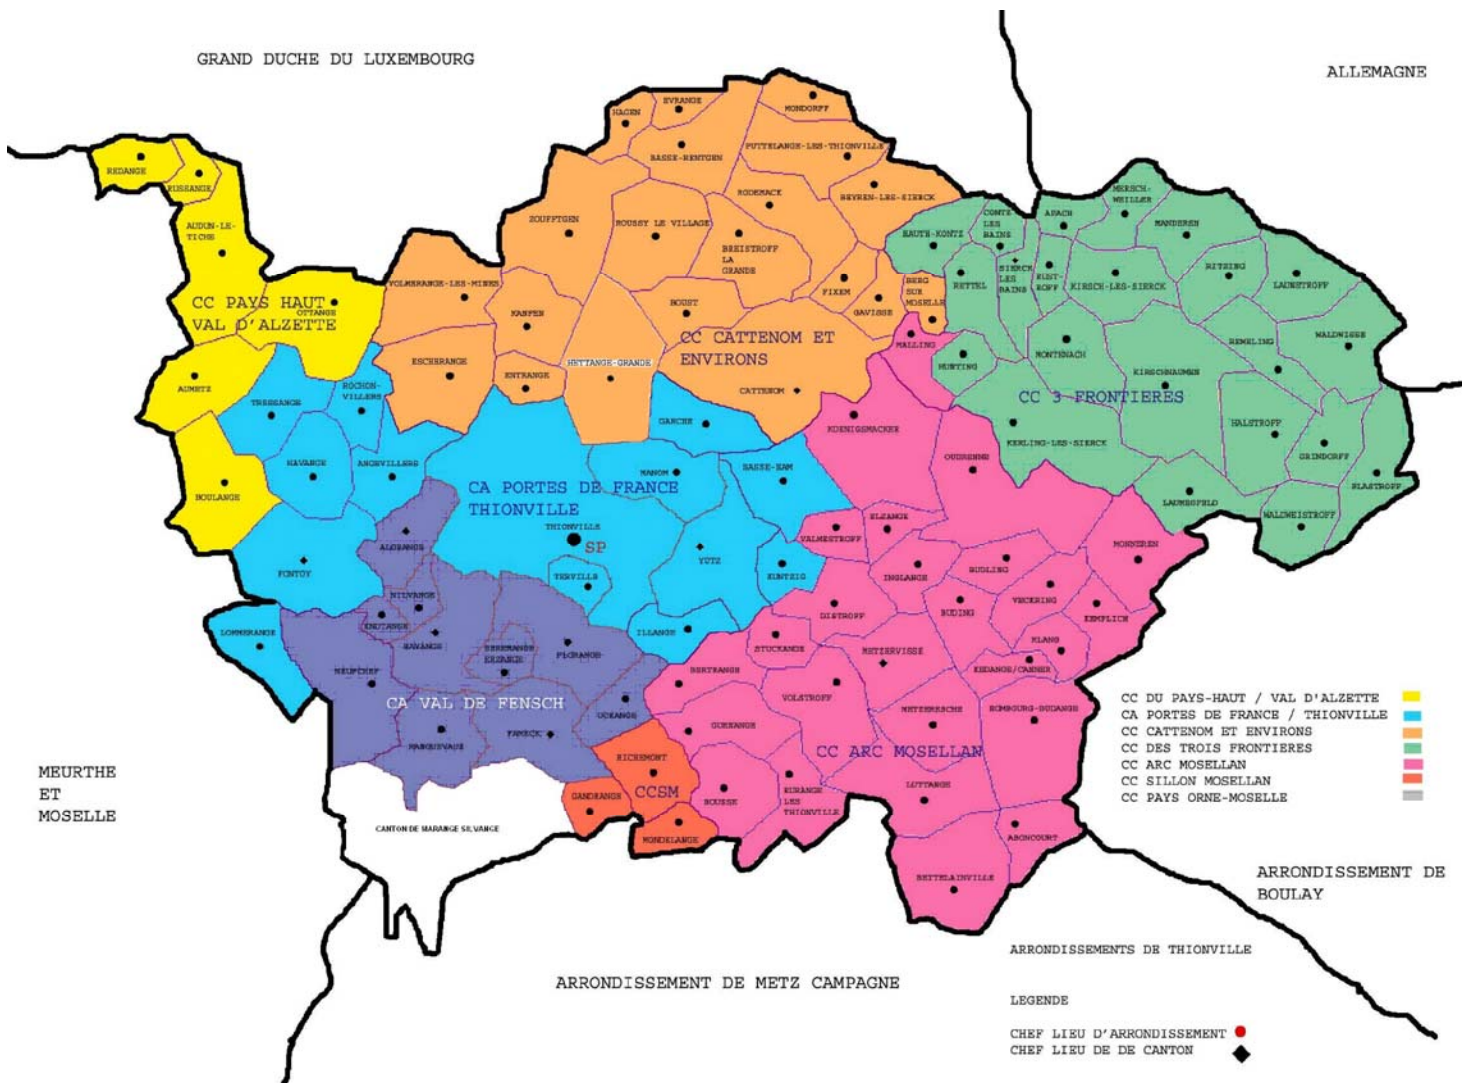 GRAND DUCHE DU LUXEMBOURG
ALLEMAGNE
EVRANGE
HAGEN
MONDORFF
BASSE-RENTGEN
PUTTELANGE-LES-THIONVILLE
REDANGE
RUSSANGE
RODEMACK
BEYREN-LES-SIERCK
MERSCH-
WEILLER
AUDUN-LE-
TICHE
ZOUFFTGEN
ROUSSY LE VILLAGE
BREISTROFF
LA
GRANDE
HAUTE-KONTZ
CONTZ
LES
BAINS
APACH
MANDEREN
SIERCK
LES
BAINS
RETTEL
KIRSCH-LES-SIERCK
RITZING
LAUNSTROFF
VOLMERANGE-LES-MINES
FIXEM
GAVISSE
BERG
SUR
MOSELLE
CC PAYS HAUT
VAL D'ALZETTE
OTTANGE
KANFEN
BOUST
CC CATTENOM ET
ENVIRONS
MALLING
HUNTING
MONTENACH
REMELING
WALDWISSE
AUMETZ
ESCHERANGE
ENTRANGE
HETTANGE-GRANDE
CATTENOM
KIRSCHNAUMEN
CC 3 FRONTIERES
TRESSANGE
ROCHON-
VILLERS
GARCHE
KOENIGSMACKER
KERLING-LES-SIERCK
HALSTROFF
GRINDORFF
HAVANGE
ANGEVILLERS
MANOM
BASSE-HAM
OUDRENNE
FLASTROFF
BOULANGE
CA PORTES DE FRANCE
THIONVILLE
LAUMESFELD
WALDWEISTROFF
THIONVILLE
SP
ELZANGE
VALMESTROFF
MONNEREN
ALGRANGE
FONTOY
TERVILLE
YUTZ
KUNTZIG
INGLANGE
BUDLING
VECKRING
NILVANGE
KNUTANGE
DISTROFF
BUDING
KEMPLICH
LOMMERANGE
HAYANGE
SEREMANGE
ERZANGE
FLORANGE
ILLANGE
STUCKANGE
METZERVISSE
KLANG
KEDANGE/CANNER
NEUFCHEF
BERTRANGE
VOLSTROFF
CA VAL DE FENSCH
UCKANGE
METZERESCHE
HOMBOURG-BUDANGE
RANGUEVAUX
FAMECK
GUENANGE
CC ARC MOSELLAN
RICHEMONT
CCSM
GANDRANGE
BOUSSE
RURANGE
LES
THIONVILLE
LUTTANGE
MONDELANGE
ABONCOURT
BETTELAINVILLE
CANTON DE MARANGE SILVANGE
MEURTHE
ET
MOSELLE
CC DU PAYS-HAUT / VAL D'ALZETTE
CA PORTES DE FRANCE / THIONVILLE
CC CATTENOM ET ENVIRONS
CC DES TROIS FRONTIERES
CC ARC MOSELLAN
CC SILLON MOSELLAN
CC PAYS ORNE-MOSELLE
ARRONDISSEMENT DE
BOULAY
ARRONDISSEMENT DE METZ CAMPAGNE
ARRONDISSEMENTS DE THIONVILLE
LEGENDE
CHEF LIEU D'ARRONDISSEMENT
CHEF LIEU DE DE CANTON